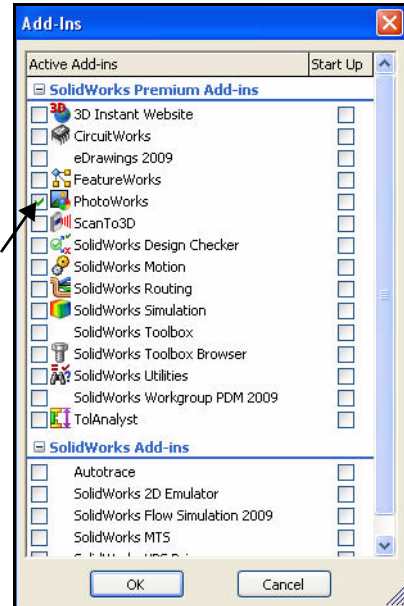 Add-Ins
Active Add-ins Start Up
SolidWorks Premium Add-ins
3D Instant Website
CircuitWorks
eDrawings 2009
FeatureWorks
PhotoWorks
ScanTo3D
SolidWorks Design Checker
SolidWorks Motion
SolidWorks Routing
SolidWorks Simulation
SolidWorks Toolbox
SolidWorks Toolbox Browser
SolidWorks Utilities
SolidWorks Workgroup PDM 2009
TolAnalyst
SolidWorks Add-ins
Autotrace
SolidWorks 2D Emulator
SolidWorks Flow Simulation 2009
SolidWorks MTS
OK Cancel